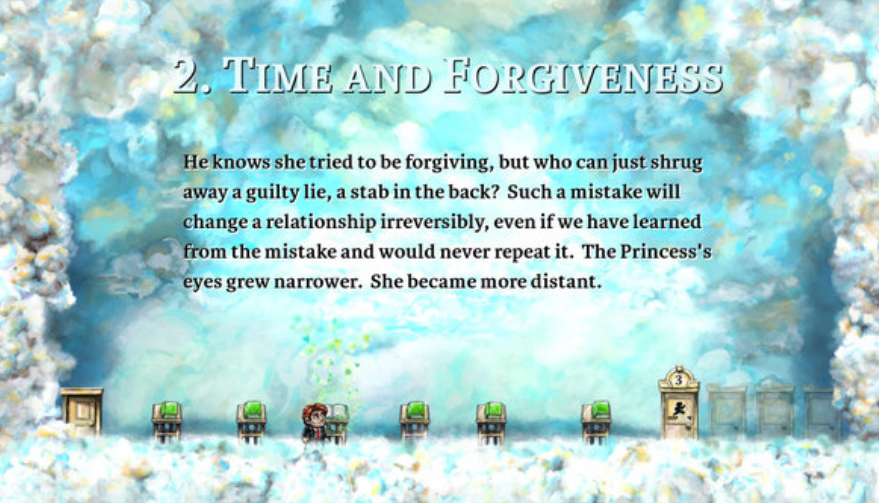 2. Time and Forgiveness
He knows she tried to be forgiving, but who can just shrug
away a guilty lie, a stab in the back? Such a mistake will
change a relationship irreversibly, even if we have learned
from the mistake and would never repeat it. The Princess's
eyes grew narrower. She became more distant.
3